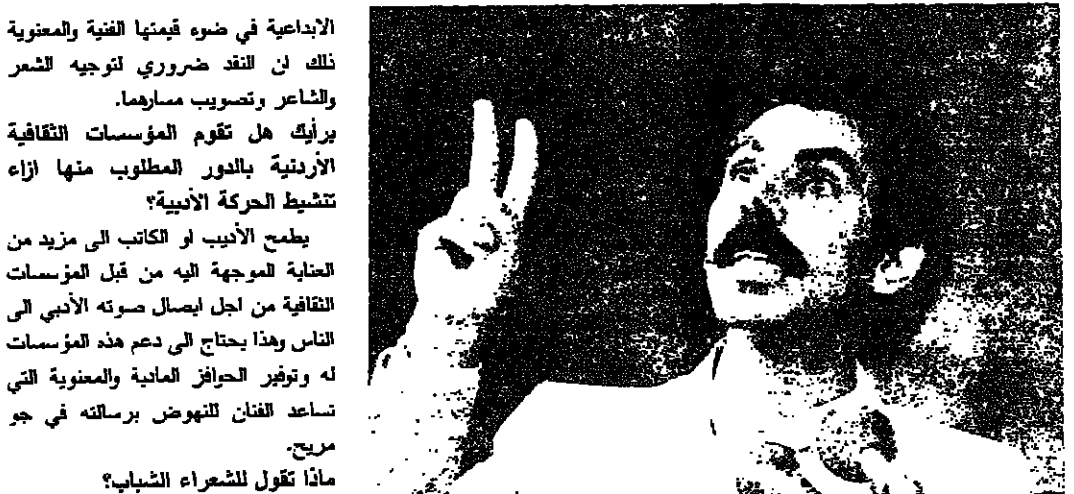 الابداعية في ضوء قيمتها الفنية والمعنوية
ذلك لان النقد ضروري لتوجيه الشعر
والشاعر وتصويب مسارهما.
برأيك هل تقوم المؤسسات الثقافية
الأردنية بالدور المطلوب منها ازاء
تنشيط الحركة الأدبية؟
يطمح الأديب او الكاتب الى مزيد من
العناية الموجهة اليه من قبل المؤسسات
الثقافية من اجل ايصال صوته الأدبي الى
الناس وهذا يحتاج الى دعم هذه المؤسسات
له وتوفير الحوافز المادية والمعنوية التي
تساعد الفنان للنهوض برسالته في جو
مريح.
ماذا تقول للشعراء الشباب؟